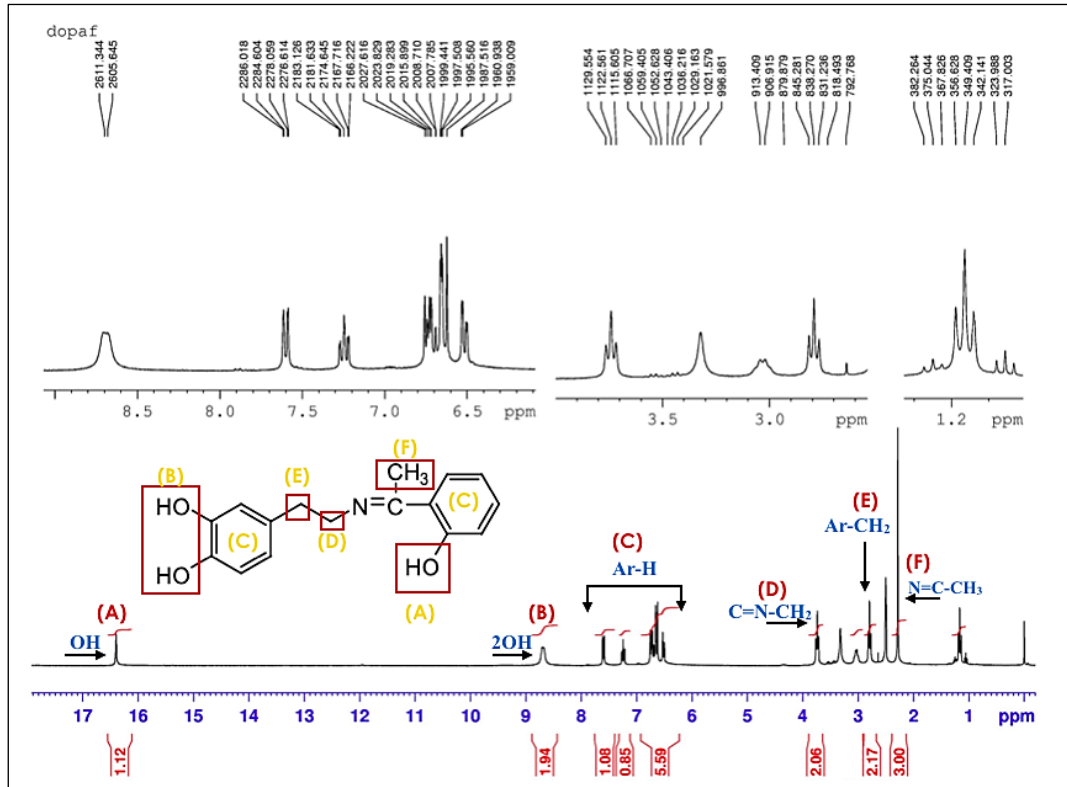 dopaf
2611.344
2605.645
2286.018
2284.604
2278.059
2276.614
2183.126
2181.633
2174.645
2167.716
2166.222
2027.616
2023.829
2019.283
2015.899
2008.710
2007.785
1999.441
1997.508
1995.560
1987.516
1960.938
1959.009
1129.554
1122.561
1115.605
1066.707
1059.405
1052.628
1043.406
1036.216
1029.163
1021.579
996.861
913.409
906.915
879.879
845.281
838.270
831.236
818.493
792.768
382.264
375.044
367.826
356.628
349.409
342.141
323.988
317.003
8.5 8.0 7.5 7.0 6.5 ppm
3.5 3.0 ppm
1.2 ppm
(F)
CH3
(B)
(E)
HO
N
C
(C)
(C)
(D)
HO
HO
(A)
(A)
OH
(B)
2OH
(C)
Ar-H
(D)
C=N-CH2
(E)
Ar-CH2
(F)
N=C-CH3
17 16 15 14 13 12 11 10 9 8 7 6 5 4 3 2 1 ppm
1.12
1.94
1.08
0.85
5.59
2.06
2.17
3.00